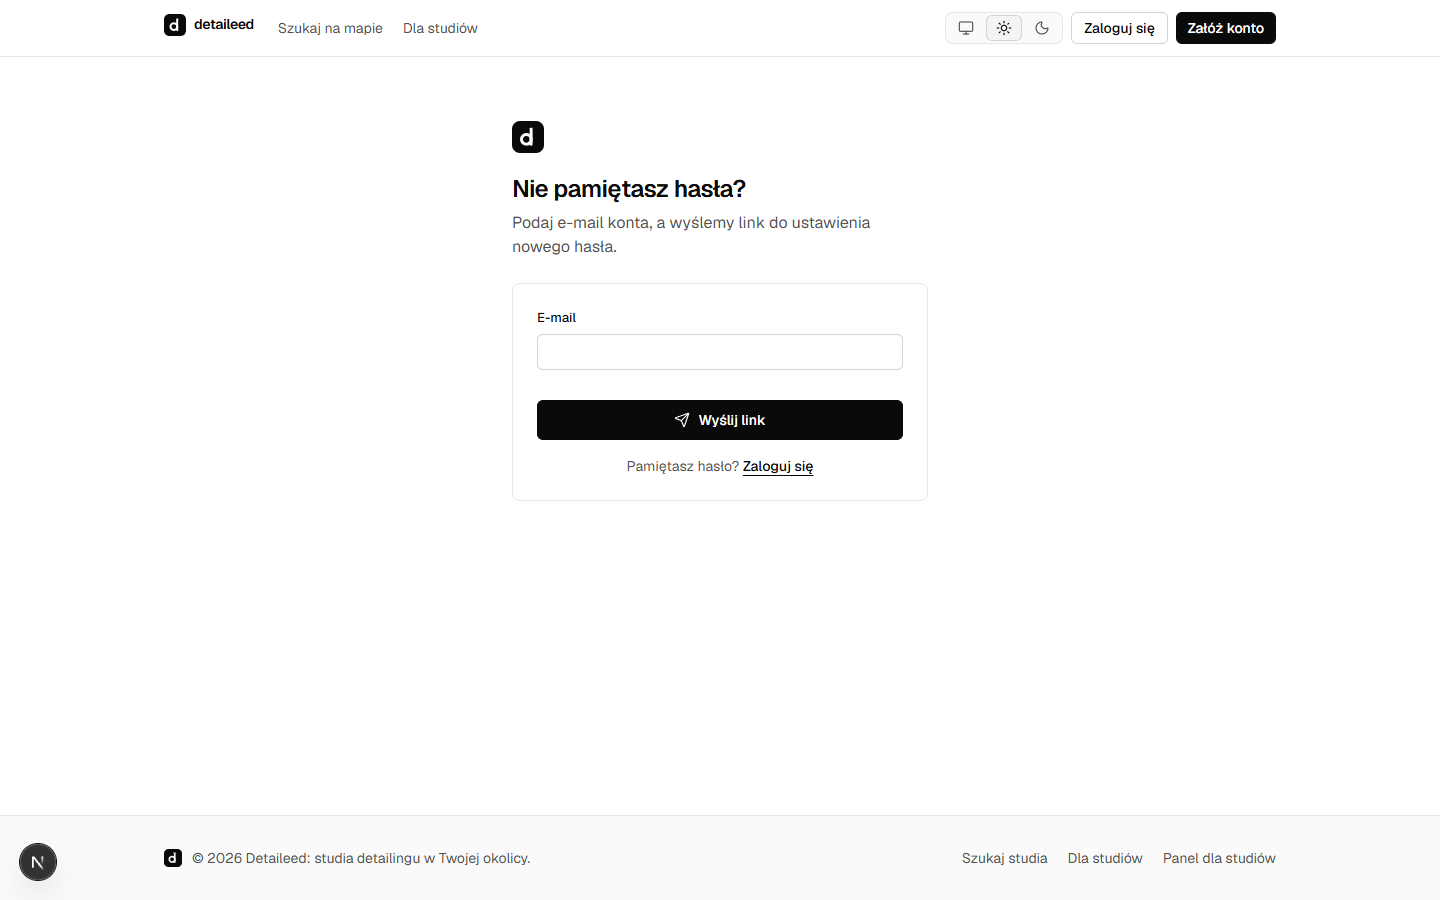 d detaileed
Szukaj na mapie
Dla studiów
Zaloguj się
Załóż konto
d
Nie pamiętasz hasła?
Podaj e-mail konta, a wyślemy link do ustawienia
nowego hasła.
E-mail
Wyślij link
Pamiętasz hasło? Zaloguj się
N
d © 2026 Detaileed: studia detailingu w Twojej okolicy.
Szukaj studia
Dla studiów
Panel dla studiów